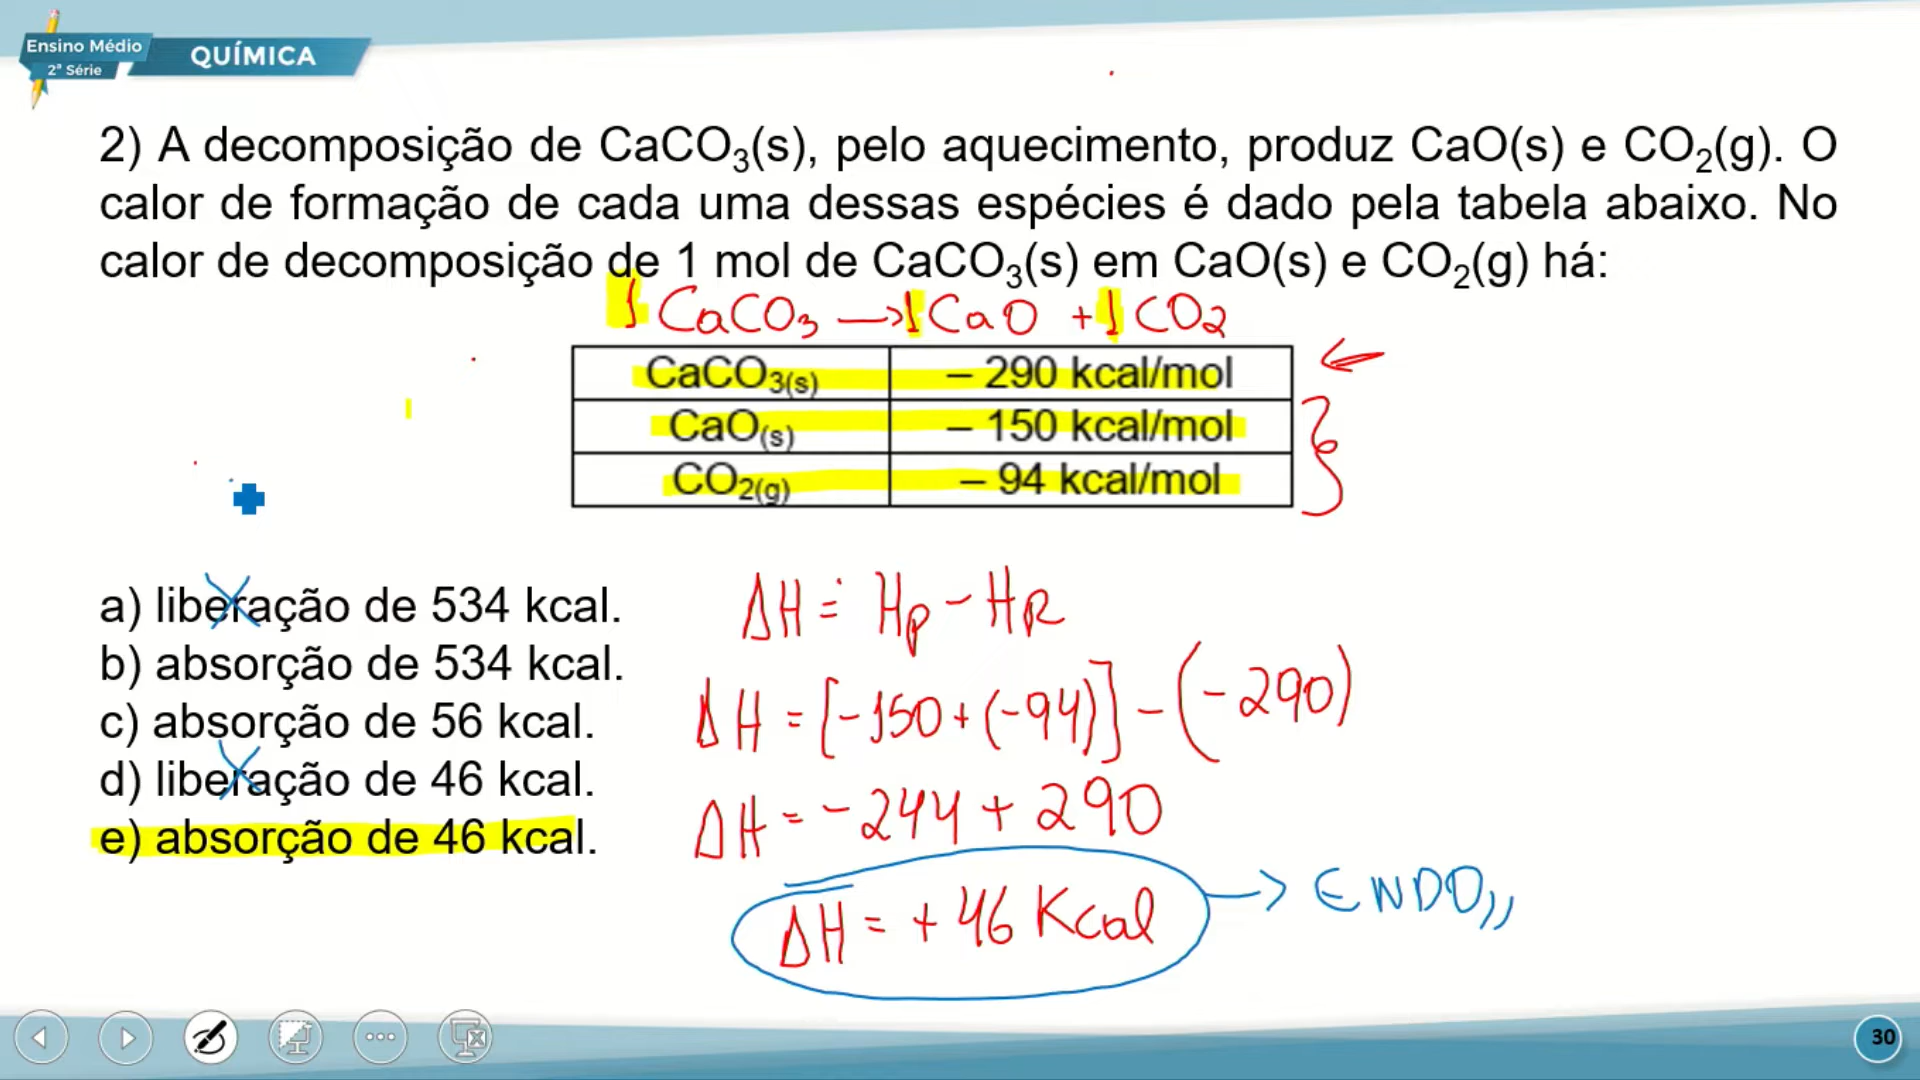 Ensino Médio
2ª Série
QUÍMICA
2) A decomposição de CaCO₃(s), pelo aquecimento, produz CaO(s) e CO₂(g). O
calor de formação de cada uma dessas espécies é dado pela tabela abaixo. No
calor de decomposição de 1 mol de CaCO₃(s) em CaO(s) e CO₂(g) há:
1 CaCO₃ → 1 CaO + 1 CO₂
CaCO₃(s) – 290 kcal/mol
CaO(s) – 150 kcal/mol
CO₂(g) – 94 kcal/mol
a) liberação de 534 kcal.
b) absorção de 534 kcal.
c) absorção de 56 kcal.
d) liberação de 46 kcal.
e) absorção de 46 kcal.
ΔH = Hp - HR
ΔH = [-150 + (-94)] - (-290)
ΔH = -244 + 290
ΔH = + 46 Kcal → ENDO,,
30